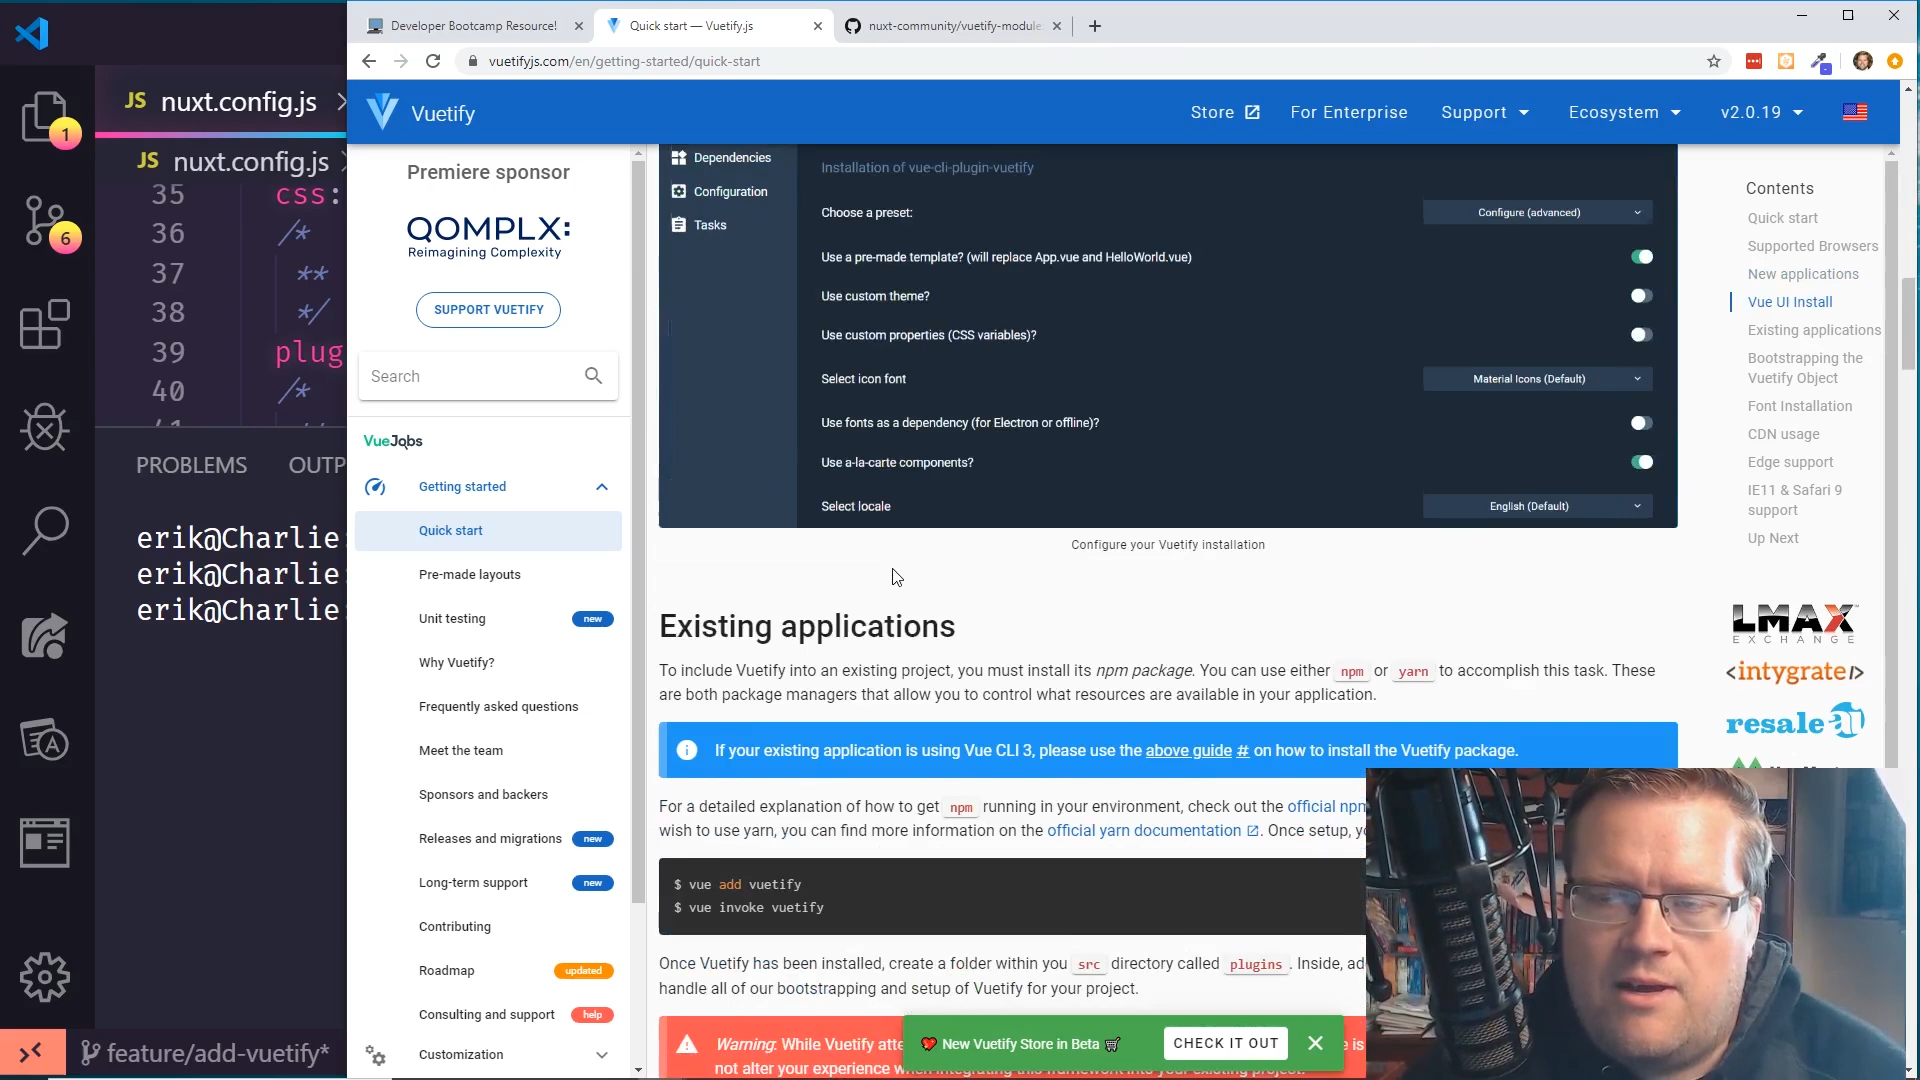 Developer Bootcamp Resource!
Quick start — Vuetify.js
nuxt-community/vuetify-module
vuetifyjs.com/en/getting-started/quick-start
Vuetify
Store
For Enterprise
Support
Ecosystem
v2.0.19
1
6
JS nuxt.config.js
JS nuxt.config.js
35 css:
36 /*
37 **
38 */
39 plug
40 /*
41 **
PROBLEMS OUTP
erik@Charlie:
erik@Charlie:
erik@Charlie:
feature/add-vuetify*
Premiere sponsor
QOMPLX:
Reimagining Complexity
SUPPORT VUETIFY
Search
VueJobs
Getting started
Quick start
Pre-made layouts
Unit testing new
Why Vuetify?
Frequently asked questions
Meet the team
Sponsors and backers
Releases and migrations new
Long-term support new
Contributing
Roadmap updated
Consulting and support help
Customization
Dependencies
Configuration
Tasks
Installation of vue-cli-plugin-vuetify
Choose a preset: Configure (advanced)
Use a pre-made template? (will replace App.vue and HelloWorld.vue)
Use custom theme?
Use custom properties (CSS variables)?
Select icon font Material Icons (Default)
Use fonts as a dependency (for Electron or offline)?
Use a-la-carte components?
Select locale English (Default)
Configure your Vuetify installation
Existing applications
To include Vuetify into an existing project, you must install its npm package. You can use either npm or yarn to accomplish this task. These
are both package managers that allow you to control what resources are available in your application.
If your existing application is using Vue CLI 3, please use the above guide # on how to install the Vuetify package.
For a detailed explanation of how to get npm running in your environment, check out the official npm
wish to use yarn, you can find more information on the official yarn documentation. Once setup, yo
$ vue add vuetify
$ vue invoke vuetify
Once Vuetify has been installed, create a folder within you src directory called plugins. Inside, ad
handle all of our bootstrapping and setup of Vuetify for your project.
Warning: While Vuetify atte
not alter your experience
New Vuetify Store in Beta
CHECK IT OUT
Contents
Quick start
Supported Browsers
New applications
Vue UI Install
Existing applications
Bootstrapping the
Vuetify Object
Font Installation
CDN usage
Edge support
IE11 & Safari 9
support
Up Next
LMAX
EXCHANGE
<intygrate/>
resale